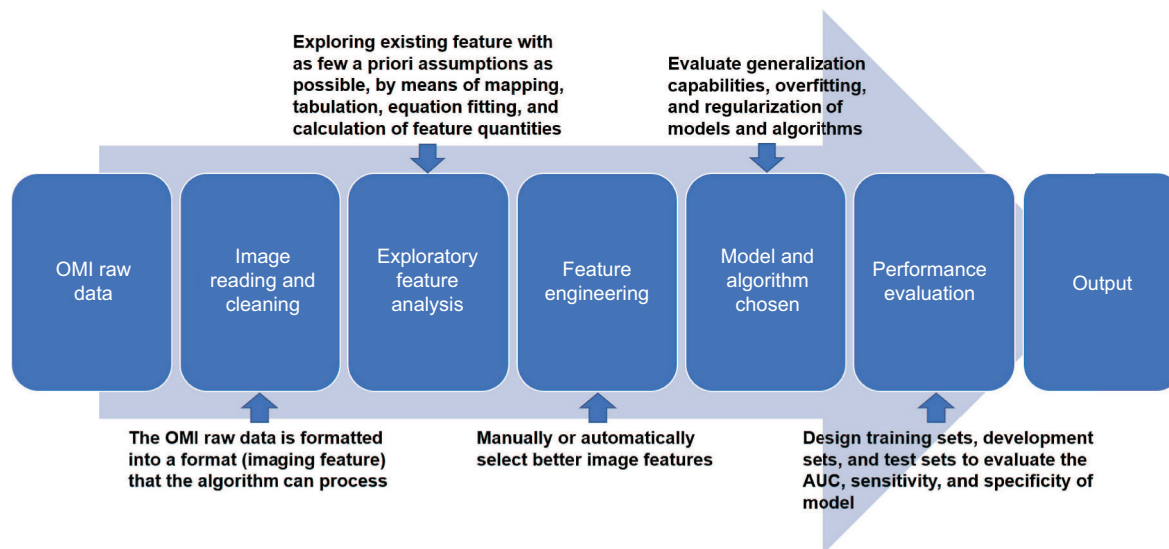 Exploring existing feature with
as few a priori assumptions as
possible, by means of mapping,
tabulation, equation fitting, and
calculation of feature quantities
Evaluate generalization
capabilities, overfitting,
and regularization of
models and algorithms
OMI raw
data
Image
reading and
cleaning
Exploratory
feature
analysis
Feature
engineering
Model and
algorithm
chosen
Performance
evaluation
Output
The OMI raw data is formatted
into a format (imaging feature)
that the algorithm can process
Manually or automatically
select better image features
Design training sets, development
sets, and test sets to evaluate the
AUC, sensitivity, and specificity of
model